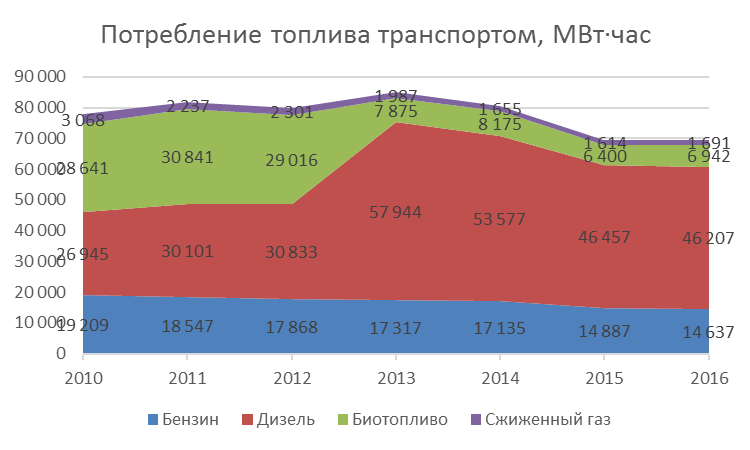 Потребление топлива транспортом, МВт·час
90 000
80 000
70 000
60 000
50 000
40 000
30 000
20 000
10 000
0
3 068 2 237 2 301 1 987 1 655 1 614 1 691
28 641 30 841 29 016 7 875 8 175 6 400 6 942
26 945 30 101 30 833 57 944 53 577 46 457 46 207
19 209 18 547 17 868 17 317 17 135 14 887 14 637
2010 2011 2012 2013 2014 2015 2016
Бензин Дизель Биотопливо Сжиженный газ